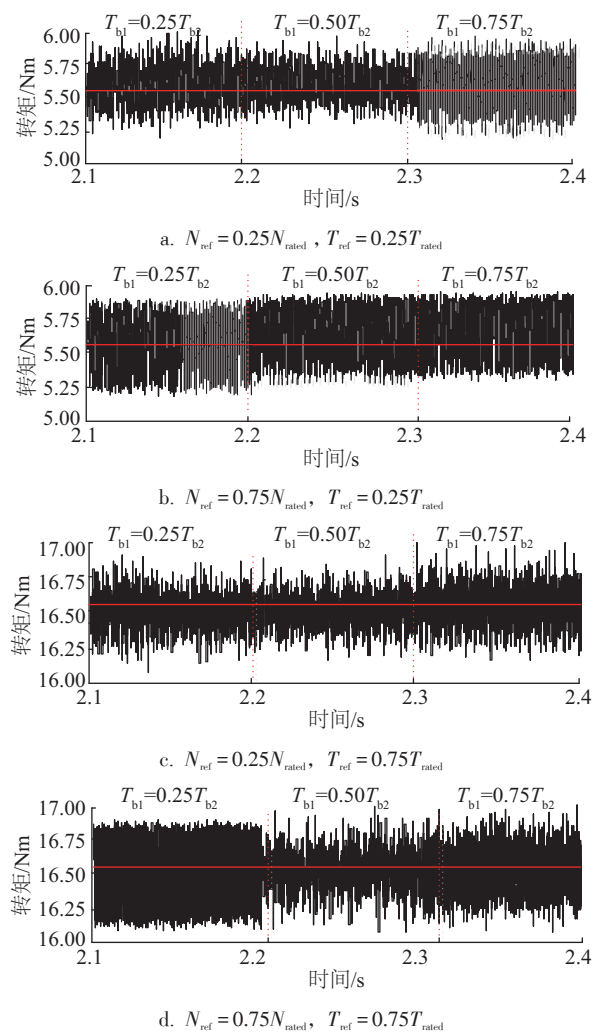 T_b1=0.25T_b2 T_b1=0.50T_b2 T_b1=0.75T_b2
6.00
5.75
5.50
5.25
5.00
转矩/Nm
2.1 2.2 2.3 2.4
时间/s
a. N_ref = 0.25N_rated , T_ref = 0.25T_rated
T_b1=0.25T_b2 T_b1=0.50T_b2 T_b1=0.75T_b2
6.00
5.75
5.50
5.25
5.00
转矩/Nm
2.1 2.2 2.3 2.4
时间/s
b. N_ref = 0.75N_rated, T_ref = 0.25T_rated
T_b1=0.25T_b2 T_b1=0.50T_b2 T_b1=0.75T_b2
17.00
16.75
16.50
16.25
16.00
转矩/Nm
2.1 2.2 2.3 2.4
时间/s
c. N_ref = 0.25N_rated, T_ref = 0.75T_rated
T_b1=0.25T_b2 T_b1=0.50T_b2 T_b1=0.75T_b2
17.00
16.75
16.50
16.25
16.00
转矩/Nm
2.1 2.2 2.3 2.4
时间/s
d. N_ref = 0.75N_rated, T_ref = 0.75T_rated